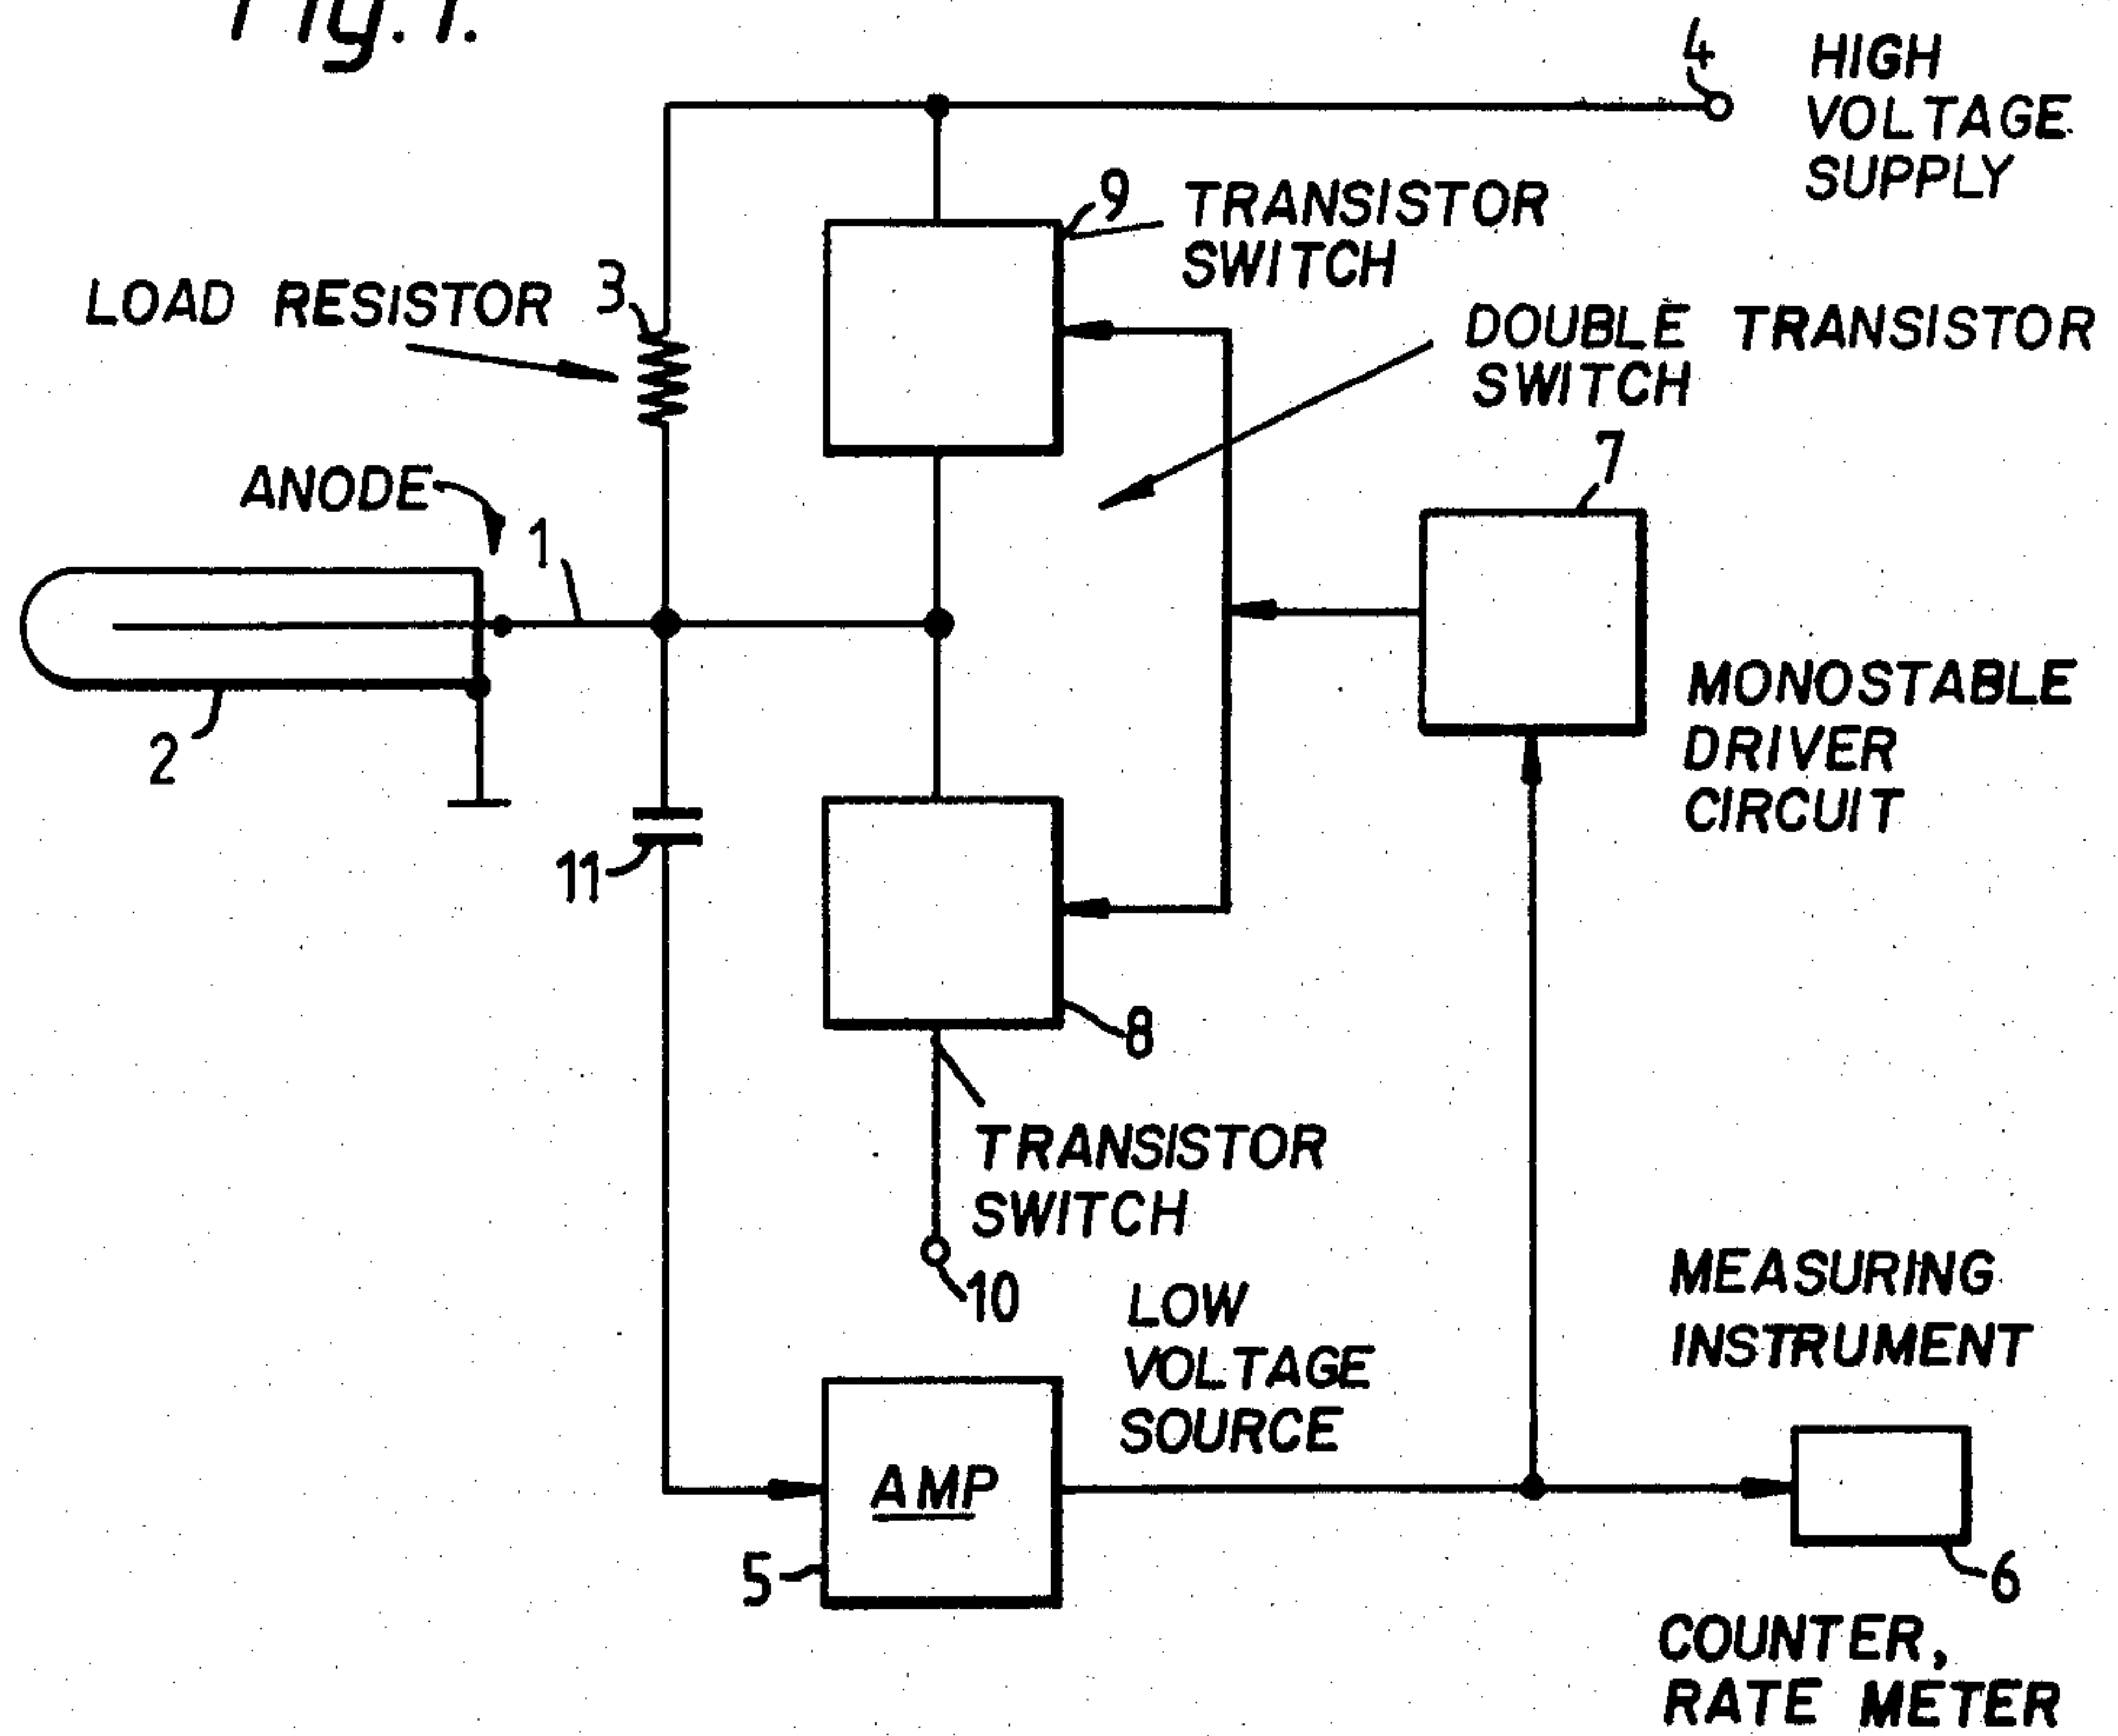 Fig. 1.
4
HIGH
VOLTAGE
SUPPLY
9
TRANSISTOR
SWITCH
LOAD RESISTOR
3
DOUBLE TRANSISTOR
SWITCH
7
ANODE
1
2
MONOSTABLE
DRIVER
CIRCUIT
11
8
TRANSISTOR
SWITCH
10
LOW
VOLTAGE
SOURCE
MEASURING
INSTRUMENT
AMP
5
6
COUNTER,
RATE METER